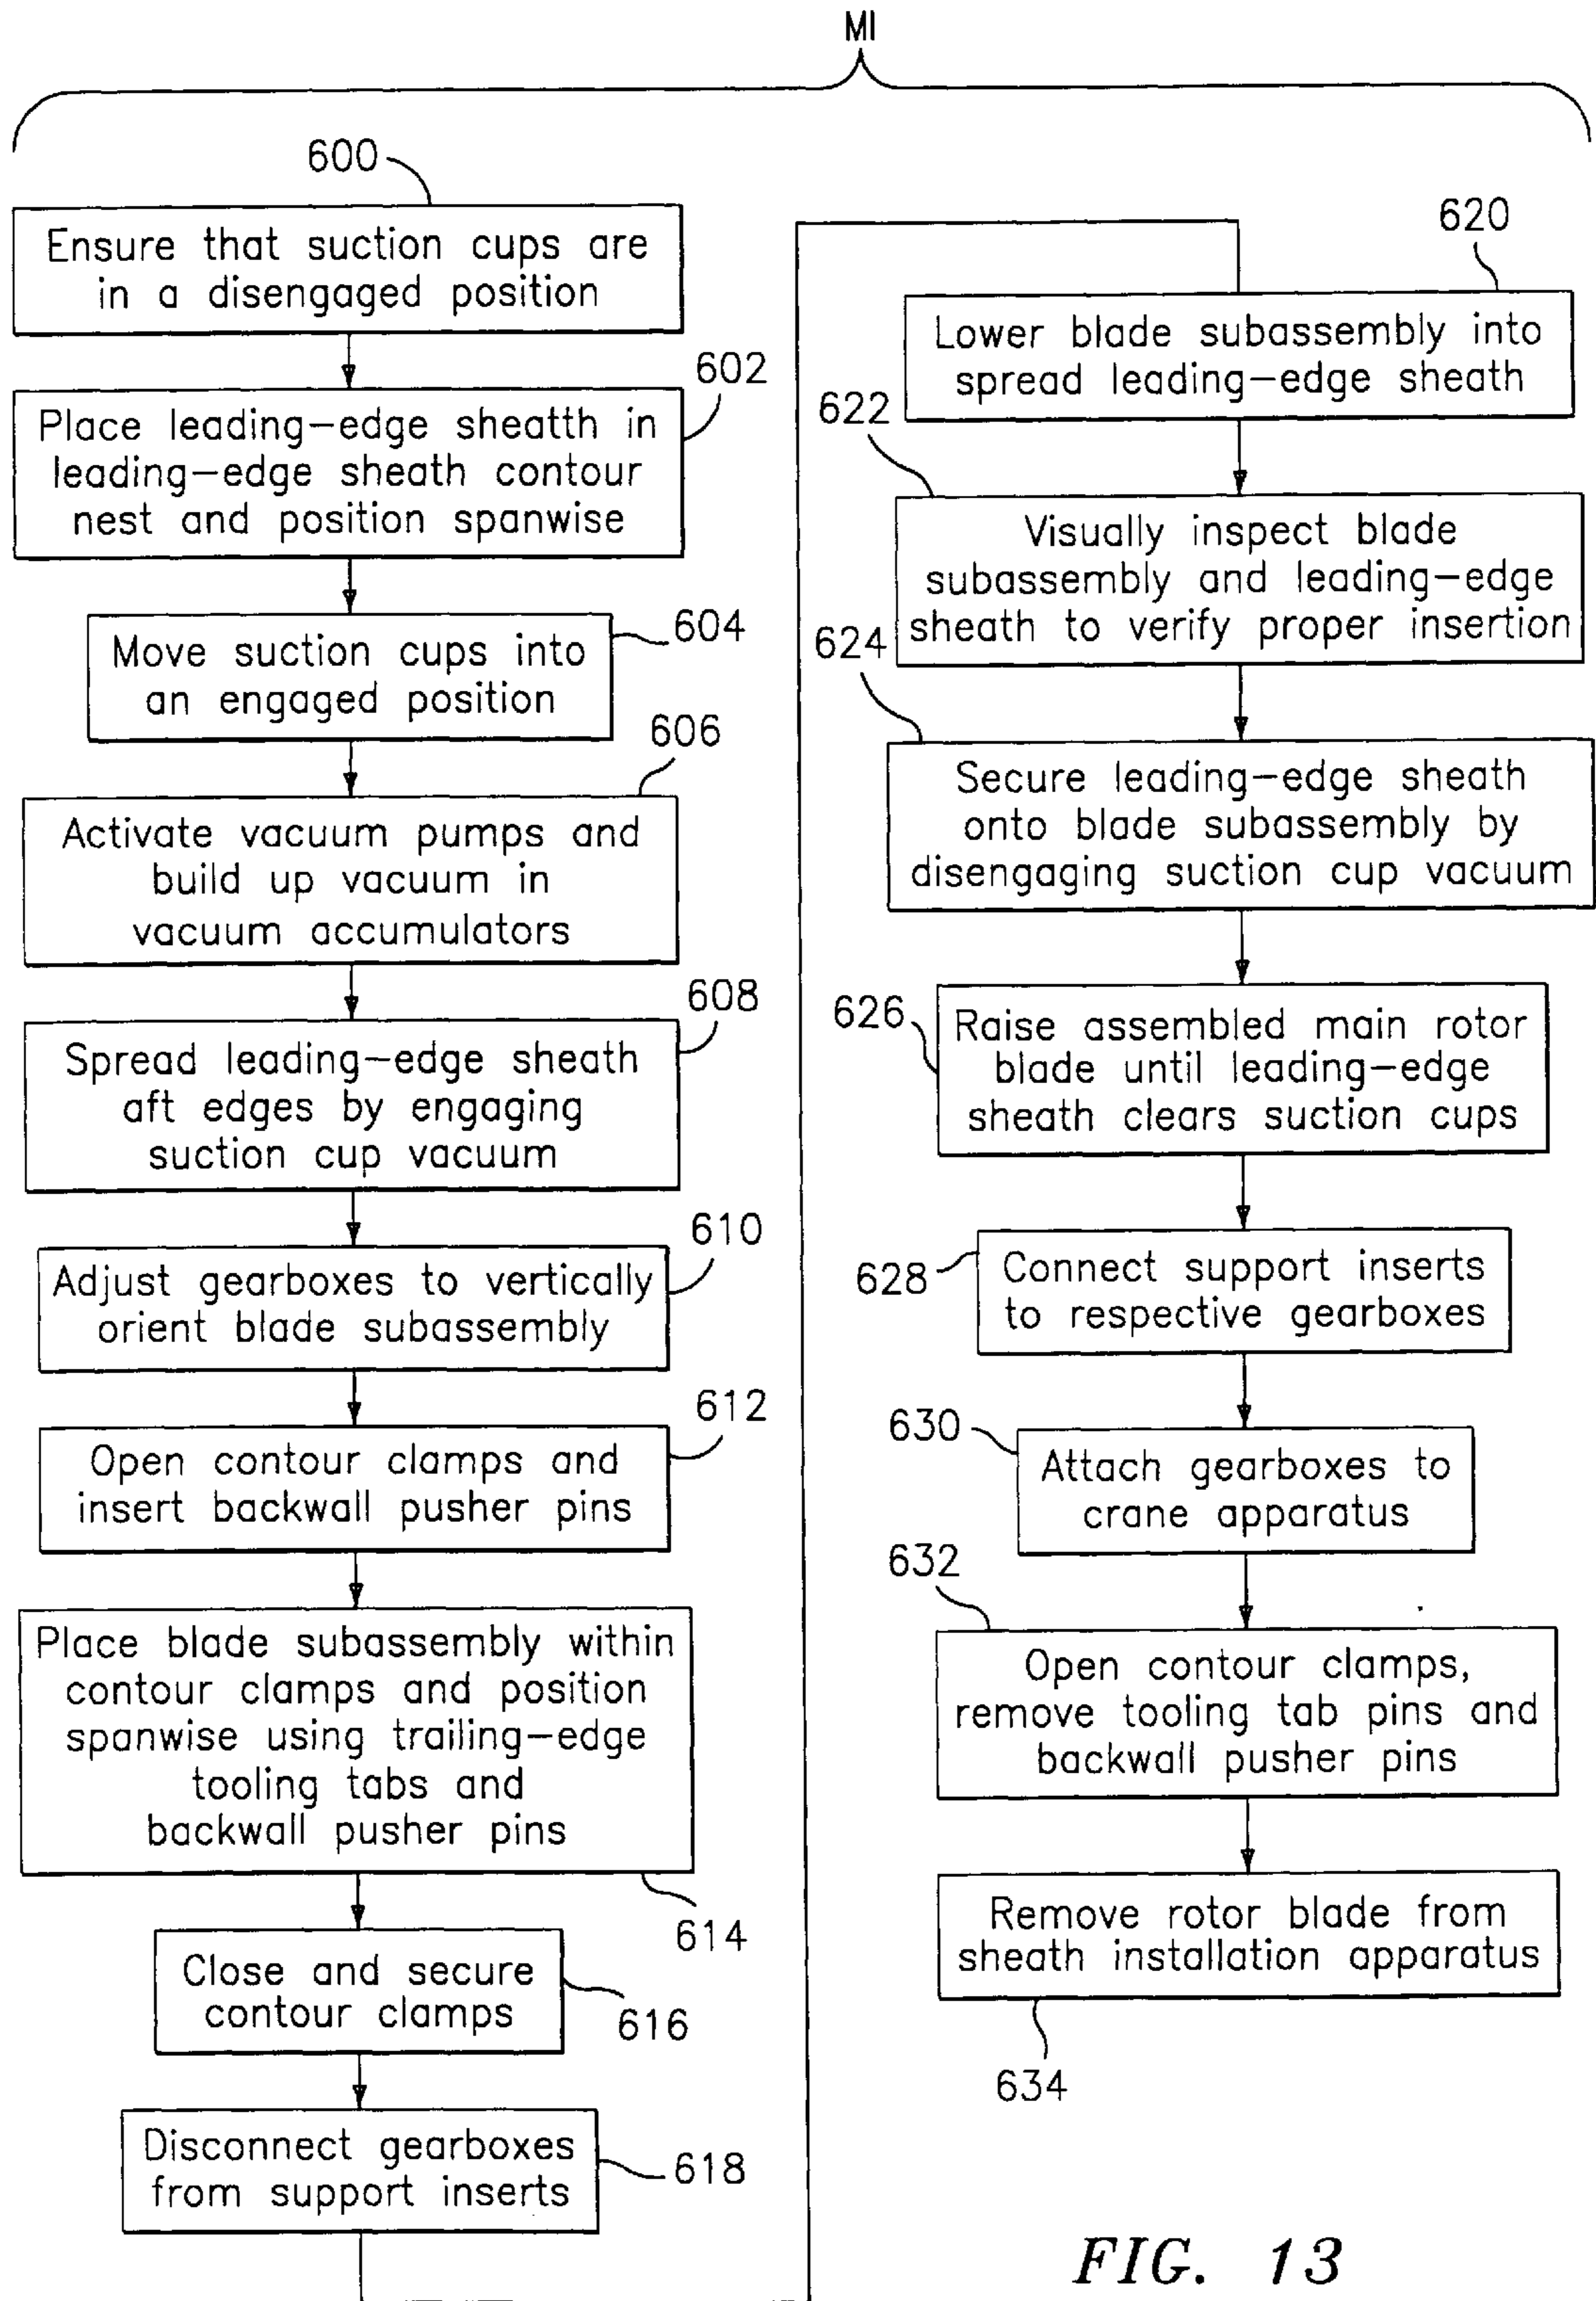 MI
600
Ensure that suction cups are
in a disengaged position
602
Place leading-edge sheatth in
leading-edge sheath contour
nest and position spanwise
604
Move suction cups into
an engaged position
606
Activate vacuum pumps and
build up vacuum in
vacuum accumulators
608
Spread leading-edge sheath
aft edges by engaging
suction cup vacuum
610
Adjust gearboxes to vertically
orient blade subassembly
612
Open contour clamps and
insert backwall pusher pins
Place blade subassembly within
contour clamps and position
spanwise using trailing-edge
tooling tabs and
backwall pusher pins
614
Close and secure
contour clamps
616
Disconnect gearboxes
from support inserts
618
620
Lower blade subassembly into
spread leading-edge sheath
622
Visually inspect blade
subassembly and leading-edge
sheath to verify proper insertion
624
Secure leading-edge sheath
onto blade subassembly by
disengaging suction cup vacuum
626
Raise assembled main rotor
blade until leading-edge
sheath clears suction cups
628
Connect support inserts
to respective gearboxes
630
Attach gearboxes to
crane apparatus
632
Open contour clamps,
remove tooling tab pins and
backwall pusher pins
Remove rotor blade from
sheath installation apparatus
634
FIG. 13